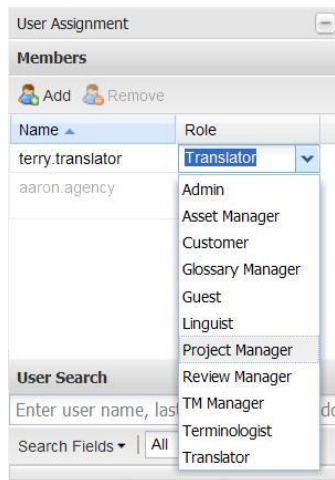 User Assignment
Members
Add Remove
Name Role
terry.translator Translator
aaron.agency
Admin
Asset Manager
Customer
Glossary Manager
Guest
Linguist
Project Manager
Review Manager
TM Manager
Terminologist
Translator
User Search
Enter user name, las
Search Fields All